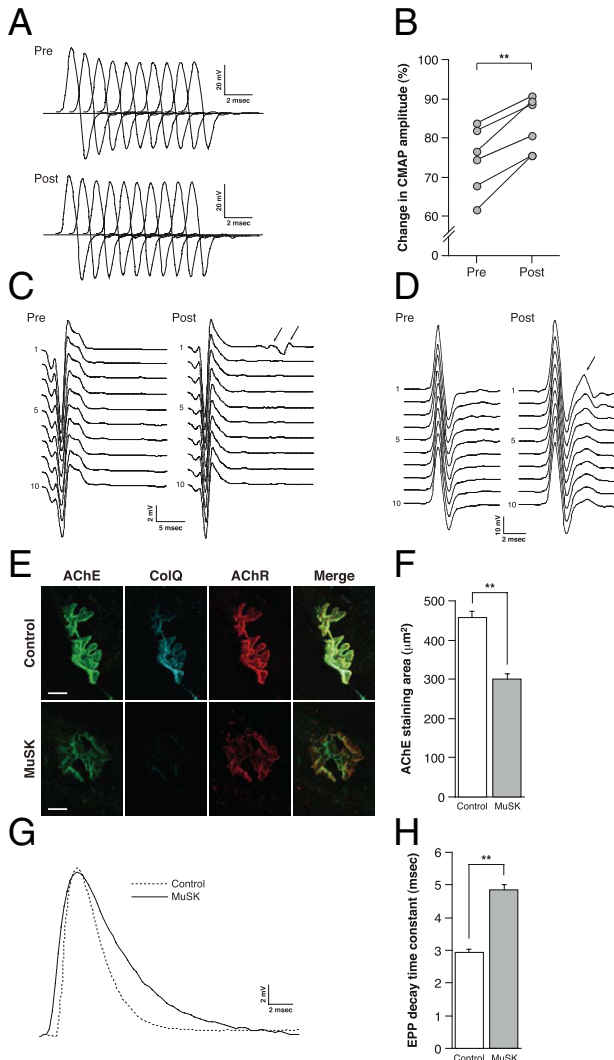 A
Pre
20 mV
2 msec
Post
20 mV
2 msec
B
Change in CMAP amplitude (%)
100
90
80
70
60
0
**
Pre
Post
C
Pre
1
5
10
Post
1
5
10
2 mV
5 msec
D
Pre
1
5
10
Post
1
5
10
10 mV
2 msec
E
AChE ColQ AChR Merge
Control
MuSK
F
AChE staining area (μm²)
500
400
300
200
100
0
**
Control MuSK
G
Control
MuSK
2 mV
2 msec
H
EPP decay time constant (msec)
6
5
4
3
2
1
0
**
Control MuSK